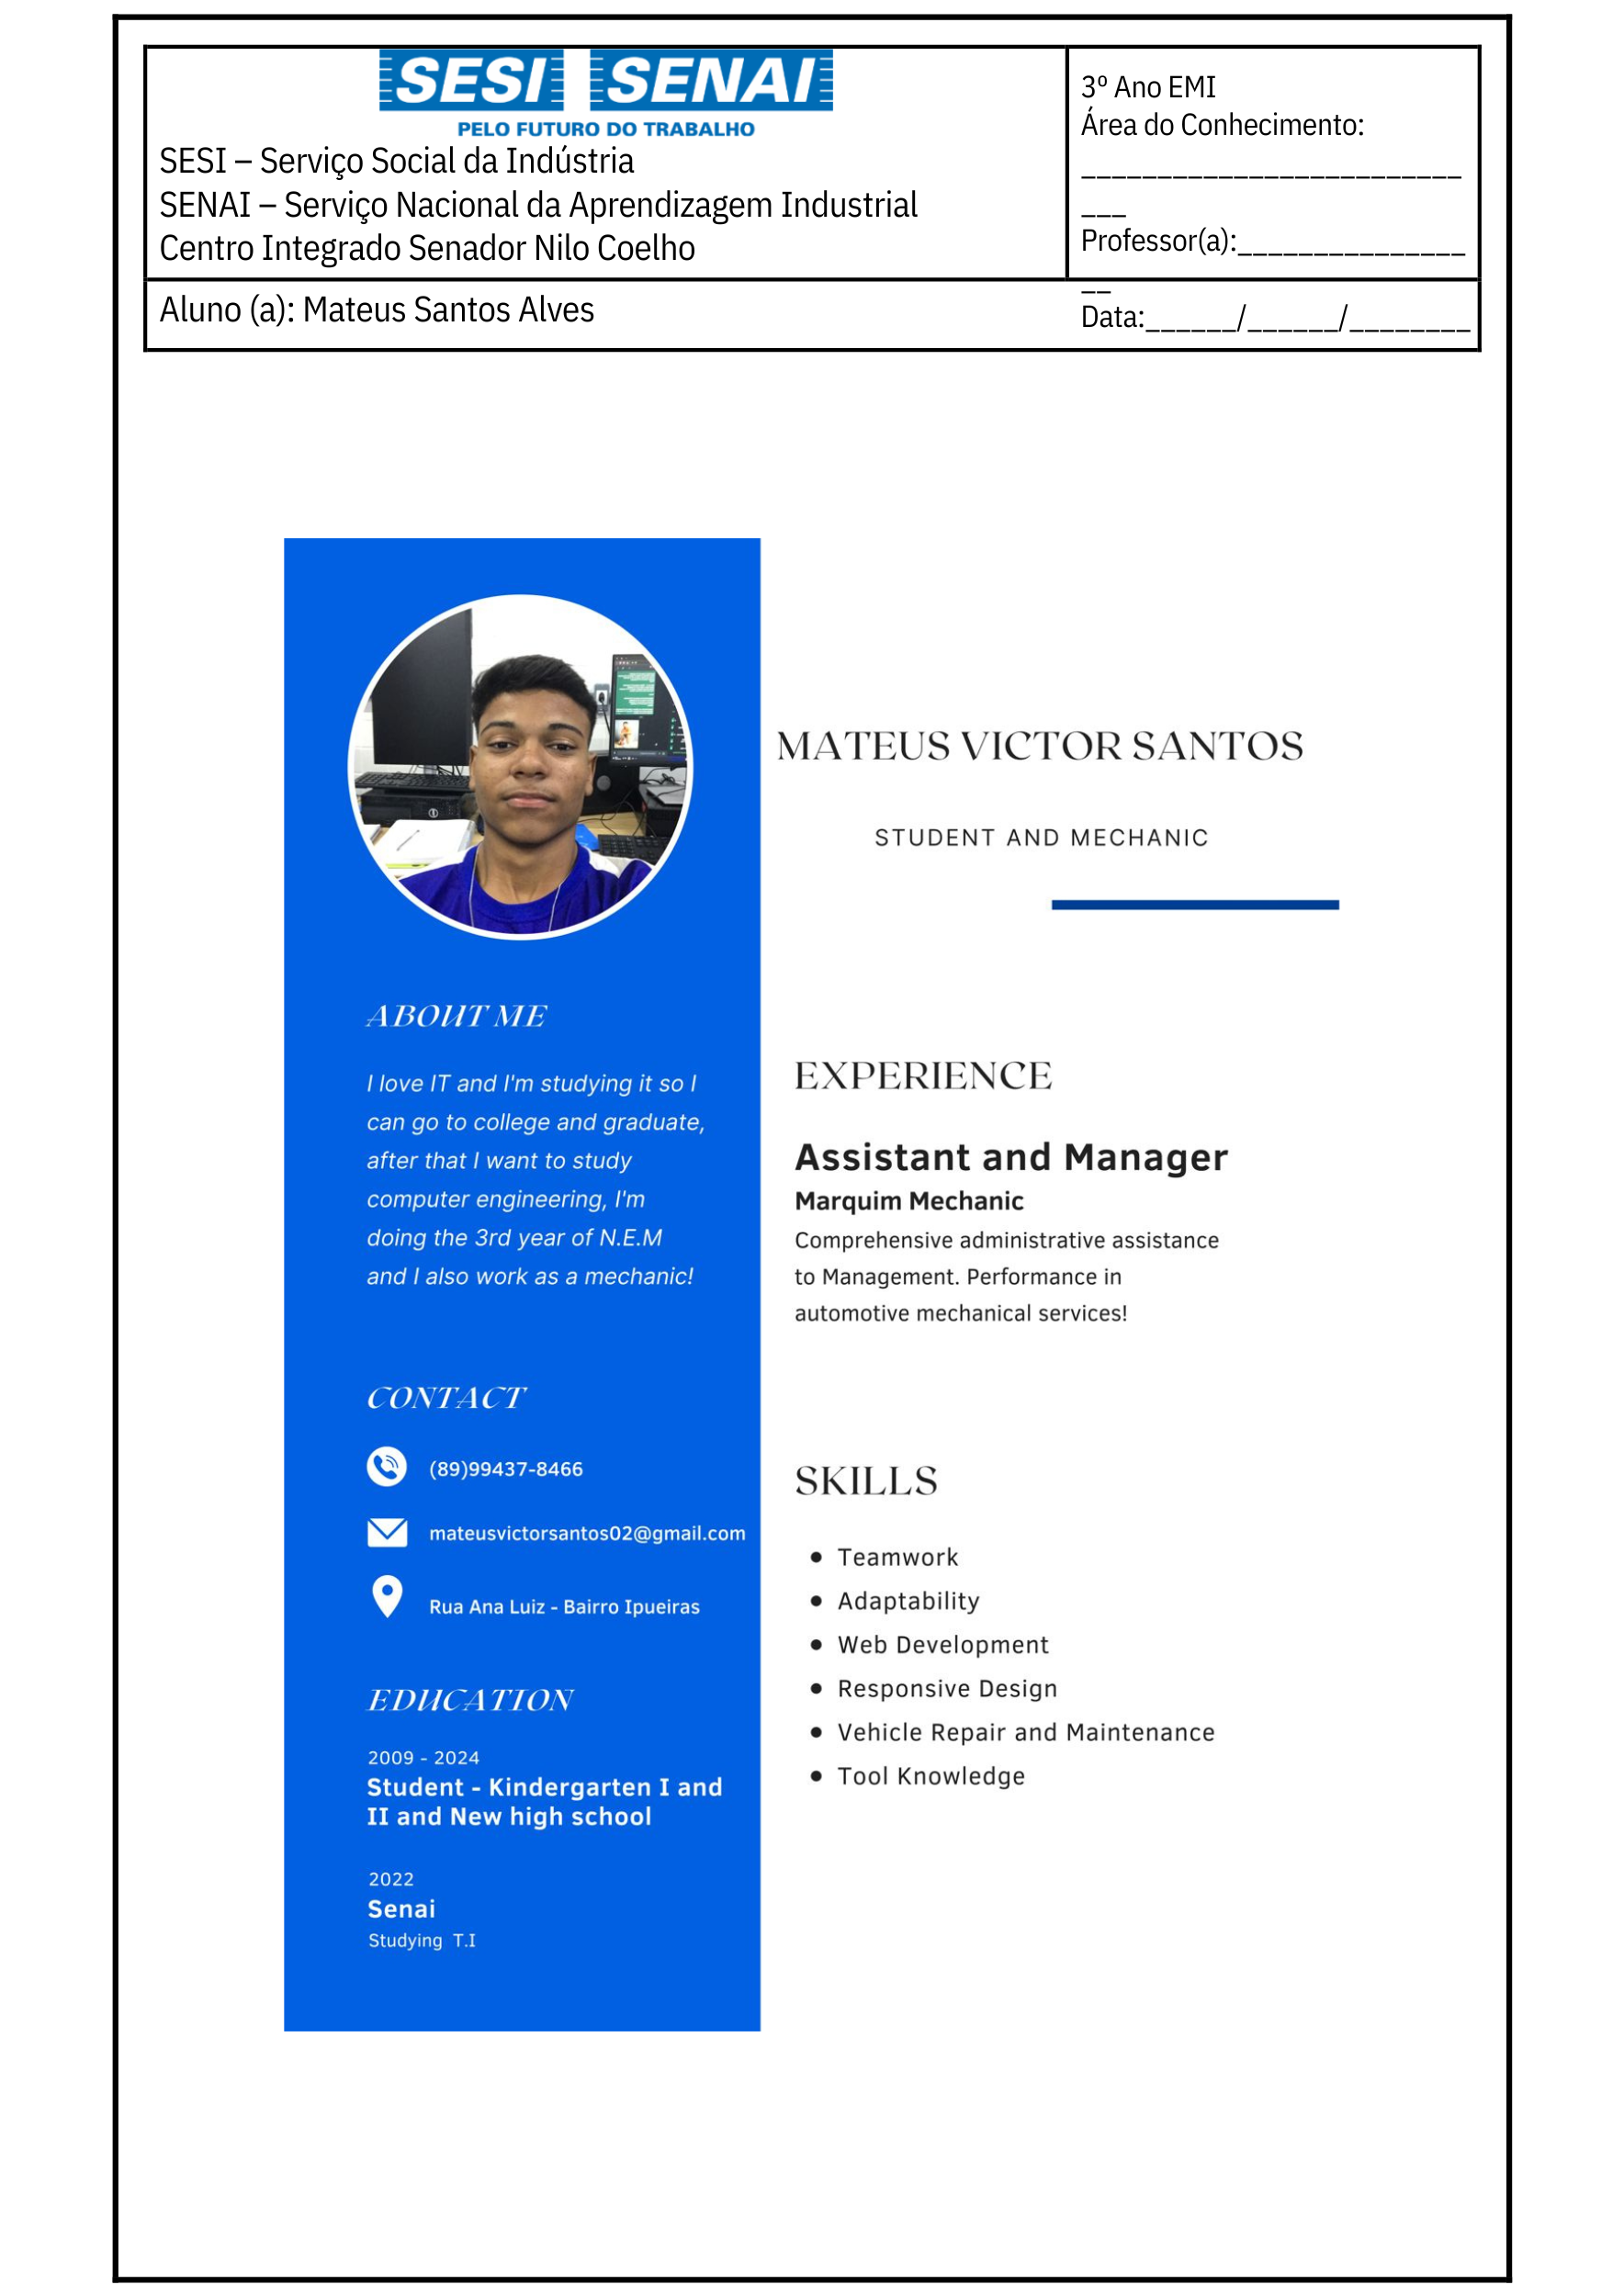 SESI SENAI
PELO FUTURO DO TRABALHO
SESI – Serviço Social da Indústria
SENAI – Serviço Nacional da Aprendizagem Industrial
Centro Integrado Senador Nilo Coelho
3º Ano EMI
Área do Conhecimento:
_________________________
___
Professor(a):_______________
__
Aluno (a): Mateus Santos Alves
Data:______/______/________
MATEUS VICTOR SANTOS
STUDENT AND MECHANIC
ABOUT ME
I love IT and I'm studying it so I
can go to college and graduate,
after that I want to study
computer engineering, I'm
doing the 3rd year of N.E.M
and I also work as a mechanic!
CONTACT
(89)99437-8466
mateusvictorsantos02@gmail.com
Rua Ana Luiz - Bairro Ipueiras
EDUCATION
2009 - 2024
Student - Kindergarten I and
II and New high school
2022
Senai
Studying T.I
EXPERIENCE
Assistant and Manager
Marquim Mechanic
Comprehensive administrative assistance
to Management. Performance in
automotive mechanical services!
SKILLS
• Teamwork
• Adaptability
• Web Development
• Responsive Design
• Vehicle Repair and Maintenance
• Tool Knowledge